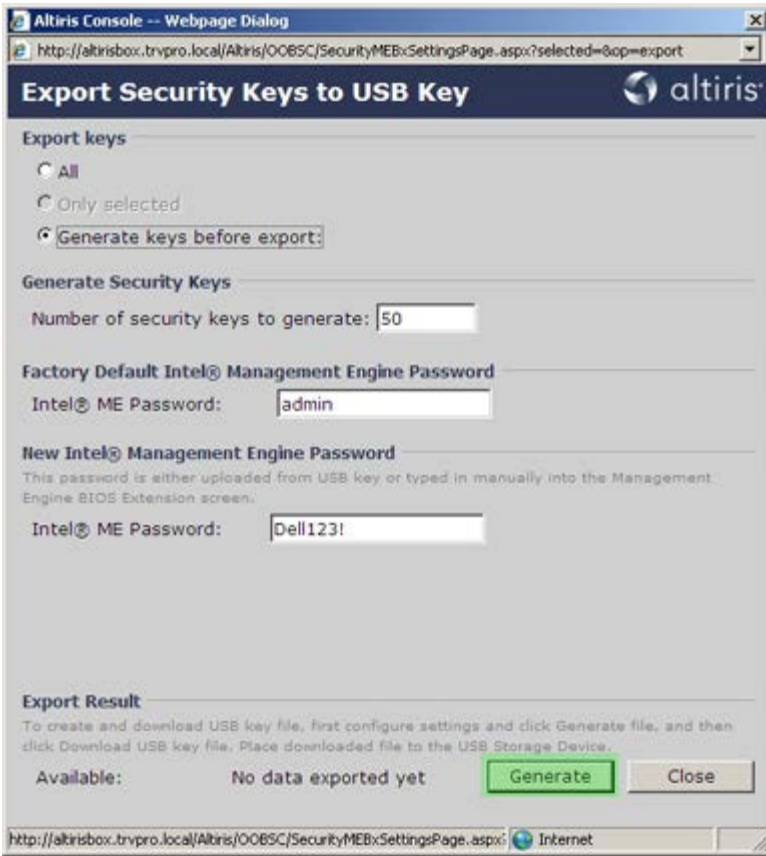 Altiris Console -- Webpage Dialog
http://altirisbox.trvpro.local/Altiris/OOBSC/SecurityMEBxSettingsPage.aspx?selected=&op=export
Export Security Keys to USB Key
altiris
Export keys
All
Only selected
Generate keys before export:
Generate Security Keys
Number of security keys to generate: 50
Factory Default Intel® Management Engine Password
Intel® ME Password: admin
New Intel® Management Engine Password
This password is either uploaded from USB key or typed in manually into the Management
Engine BIOS Extension screen.
Intel® ME Password: Dell123!
Export Result
To create and download USB key file, first configure settings and click Generate file, and then
click Download USB key file. Place downloaded file to the USB Storage Device.
Available: No data exported yet Generate Close
http://altirisbox.trvpro.local/Altiris/OOBSC/SecurityMEBxSettingsPage.aspx? Internet